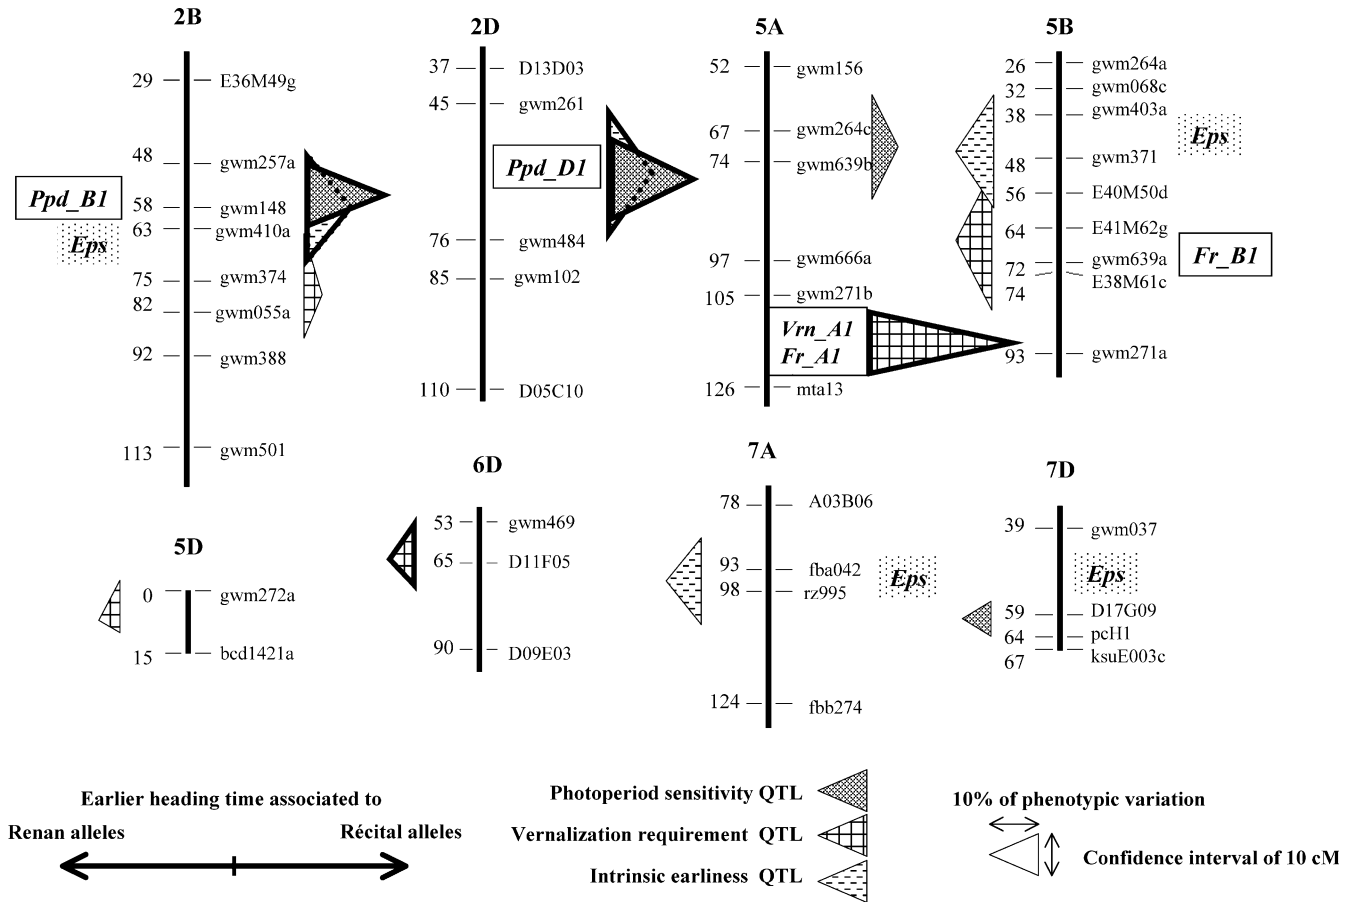 2B
29 E36M49g
48 gwm257a
Ppd_B1
58 gwm148
63 gwm410a
Eps
75 gwm374
82 gwm055a
92 gwm388
113 gwm501
2D
37 D13D03
45 gwm261
Ppd_D1
76 gwm484
85 gwm102
110 D05C10
5A
52 gwm156
67 gwm264c
74 gwm639b
97 gwm666a
105 gwm271b
Vrn_A1
Fr_A1
126 mta13
5B
26 gwm264a
32 gwm068c
38 gwm403a
Eps
48 gwm371
56 E40M50d
64 E41M62g
72 gwm639a
Fr_B1
74 E38M61c
93 gwm271a
5D
0 gwm272a
15 bcd1421a
6D
53 gwm469
65 D11F05
90 D09E03
7A
78 A03B06
93 fba042
Eps
98 rz995
124 fbb274
7D
39 gwm037
Eps
59 D17G09
64 pcH1
67 ksuE003c
Earlier heading time associated to
Renan alleles Récital alleles
Photoperiod sensitivity QTL
Vernalization requirement QTL
Intrinsic earliness QTL
10% of phenotypic variation
Confidence interval of 10 cM